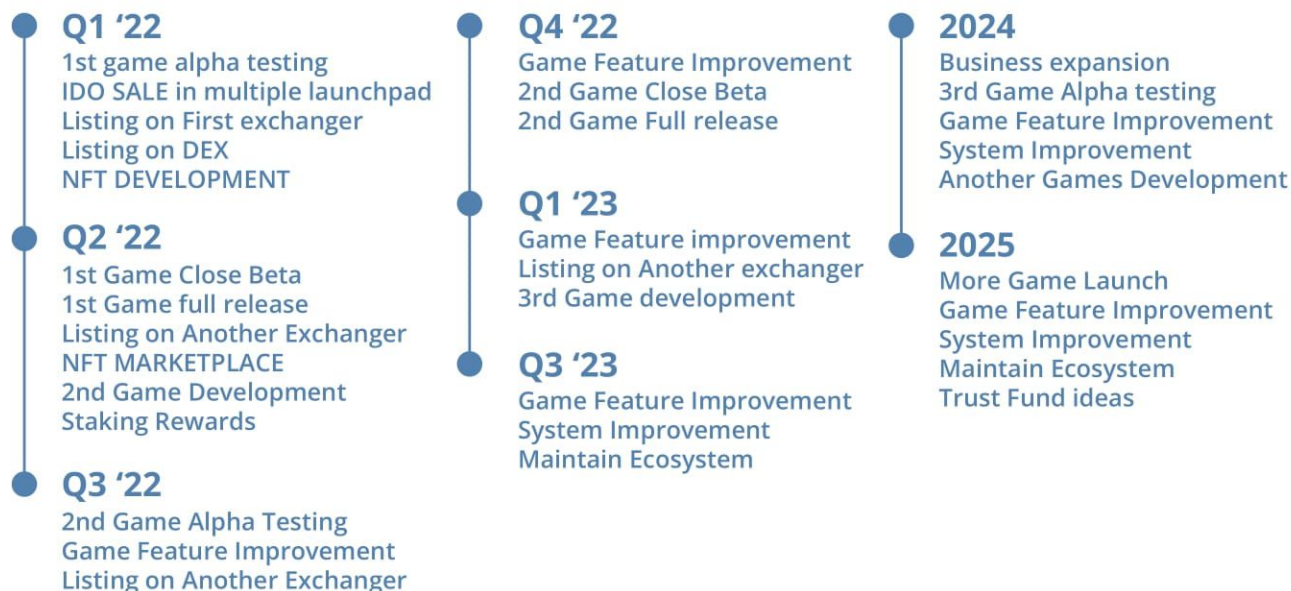 Q1 ‘22
1st game alpha testing
IDO SALE in multiple launchpad
Listing on First exchanger
Listing on DEX
NFT DEVELOPMENT
Q2 ‘22
1st Game Close Beta
1st Game full release
Listing on Another Exchanger
NFT MARKETPLACE
2nd Game Development
Staking Rewards
Q3 ‘22
2nd Game Alpha Testing
Game Feature Improvement
Listing on Another Exchanger
Q4 ‘22
Game Feature Improvement
2nd Game Close Beta
2nd Game Full release
Q1 ‘23
Game Feature improvement
Listing on Another exchanger
3rd Game development
Q3 ‘23
Game Feature Improvement
System Improvement
Maintain Ecosystem
2024
Business expansion
3rd Game Alpha testing
Game Feature Improvement
System Improvement
Another Games Development
2025
More Game Launch
Game Feature Improvement
System Improvement
Maintain Ecosystem
Trust Fund ideas